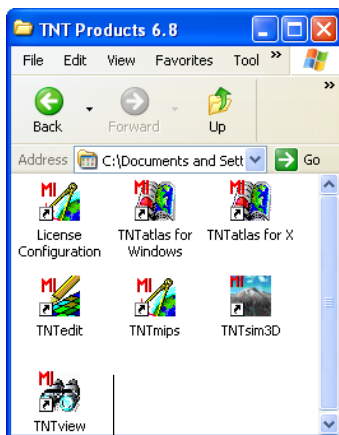 TNT Products 6.8
File Edit View Favorites Tool »
Back Forward Up »
Address C:\Documents and Sett Go
MI MI MI
License Configuration TNTatlas for Windows TNTatlas for X
MI MI MI
TNTedit TNTmips TNTsim3D
MI
TNTview